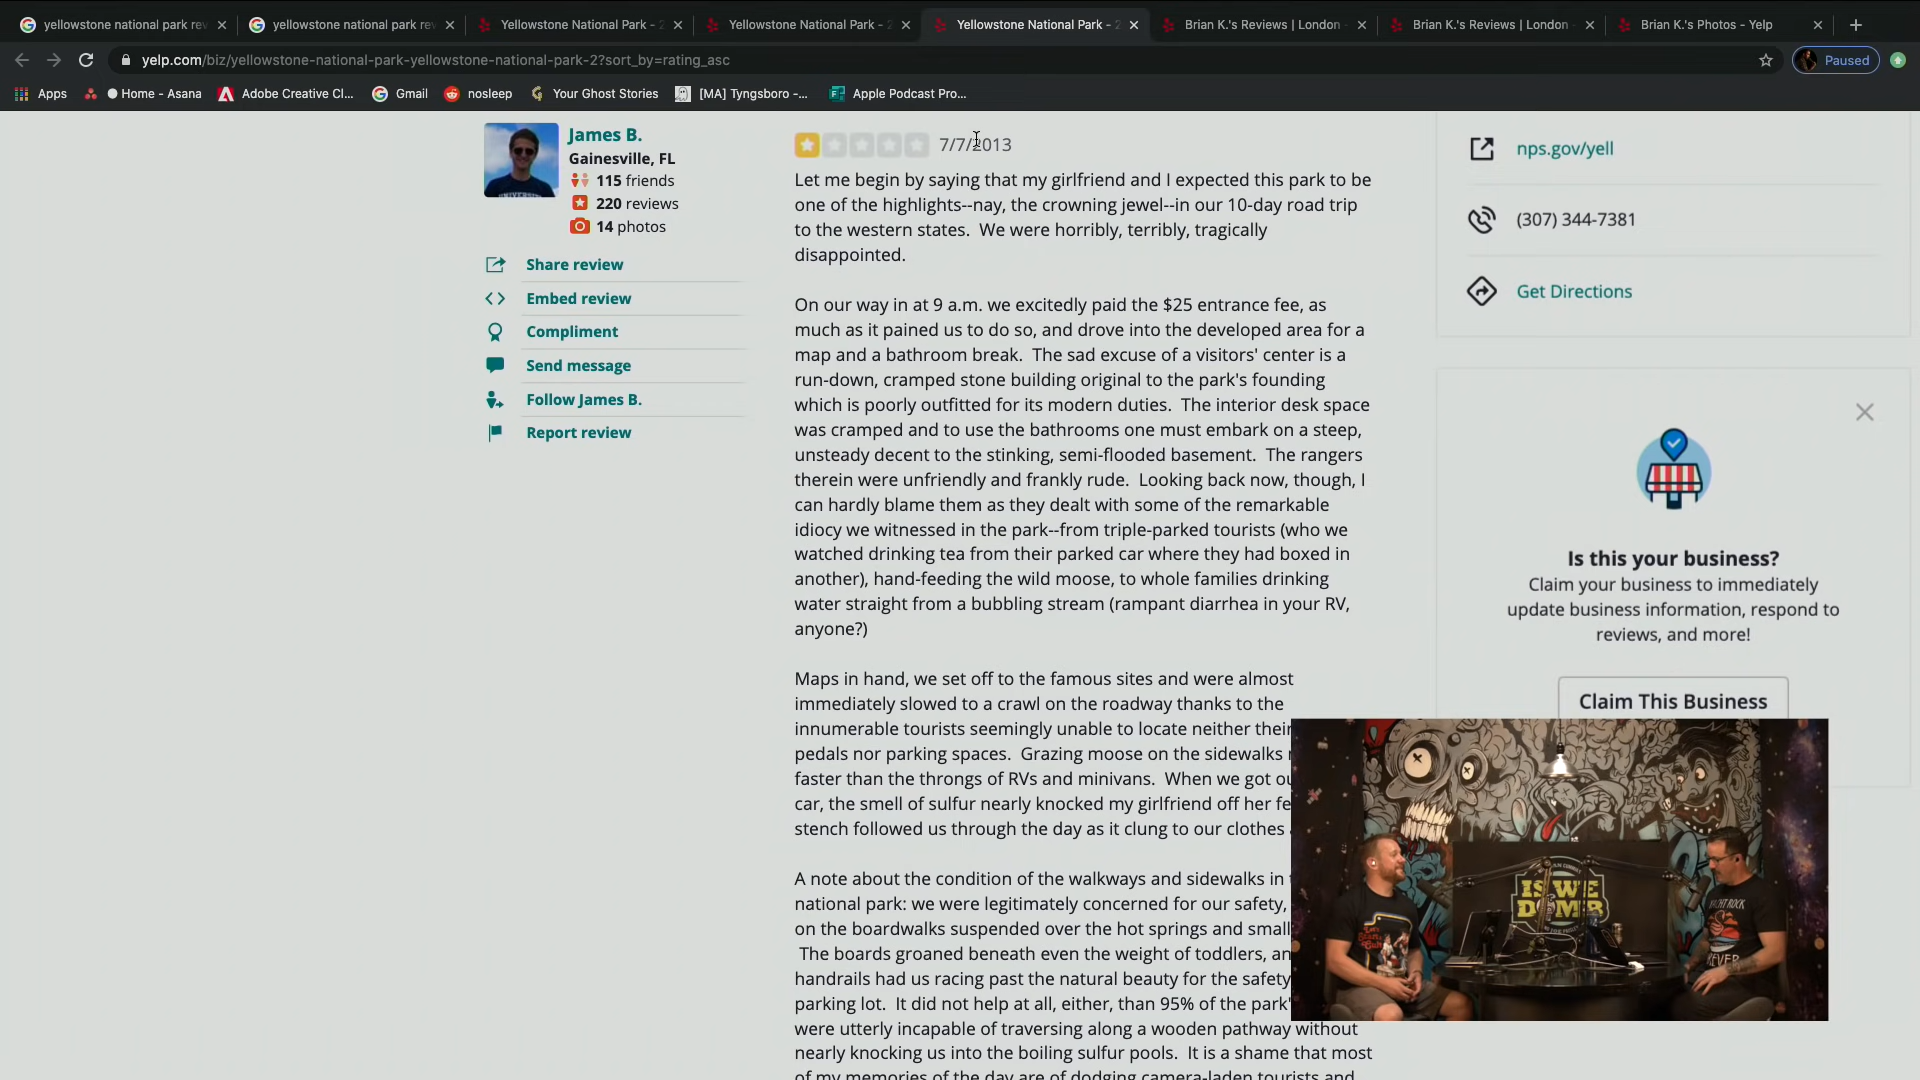 yellowstone national park rev
yellowstone national park rev
Yellowstone National Park - 2
Yellowstone National Park - 2
Yellowstone National Park - 2
Brian K.'s Reviews | London -
Brian K.'s Reviews | London -
Brian K.'s Photos - Yelp
yelp.com/biz/yellowstone-national-park-yellowstone-national-park-2?sort_by=rating_asc
Paused
Apps
Home - Asana
Adobe Creative Cl...
Gmail
nosleep
Your Ghost Stories
[MA] Tyngsboro -...
Apple Podcast Pro...
James B.
Gainesville, FL
115 friends
220 reviews
14 photos
Share review
Embed review
Compliment
Send message
Follow James B.
Report review
7/7/2013
Let me begin by saying that my girlfriend and I expected this park to be
one of the highlights--nay, the crowning jewel--in our 10-day road trip
to the western states. We were horribly, terribly, tragically
disappointed.
On our way in at 9 a.m. we excitedly paid the $25 entrance fee, as
much as it pained us to do so, and drove into the developed area for a
map and a bathroom break. The sad excuse of a visitors' center is a
run-down, cramped stone building original to the park's founding
which is poorly outfitted for its modern duties. The interior desk space
was cramped and to use the bathrooms one must embark on a steep,
unsteady decent to the stinking, semi-flooded basement. The rangers
therein were unfriendly and frankly rude. Looking back now, though, I
can hardly blame them as they dealt with some of the remarkable
idiocy we witnessed in the park--from triple-parked tourists (who we
watched drinking tea from their parked car where they had boxed in
another), hand-feeding the wild moose, to whole families drinking
water straight from a bubbling stream (rampant diarrhea in your RV,
anyone?)
Maps in hand, we set off to the famous sites and were almost
immediately slowed to a crawl on the roadway thanks to the
innumerable tourists seemingly unable to locate neither their
pedals nor parking spaces. Grazing moose on the sidewalks
faster than the throngs of RVs and minivans. When we got
car, the smell of sulfur nearly knocked my girlfriend off her
stench followed us through the day as it clung to our clothes
A note about the condition of the walkways and sidewalks in
national park: we were legitimately concerned for our safety,
on the boardwalks suspended over the hot springs and small
The boards groaned beneath even the weight of toddlers,
handrails had us racing past the natural beauty for the safety
parking lot. It did not help at all, either, than 95% of the park'
were utterly incapable of traversing along a wooden pathway without
nearly knocking us into the boiling sulfur pools. It is a shame that most
of my memories of the day are of dodging camera-laden tourists and
nps.gov/yell
(307) 344-7381
Get Directions
Is this your business?
Claim your business to immediately
update business information, respond to
reviews, and more!
Claim This Business
IS WE
DUMB
YACHT ROCK